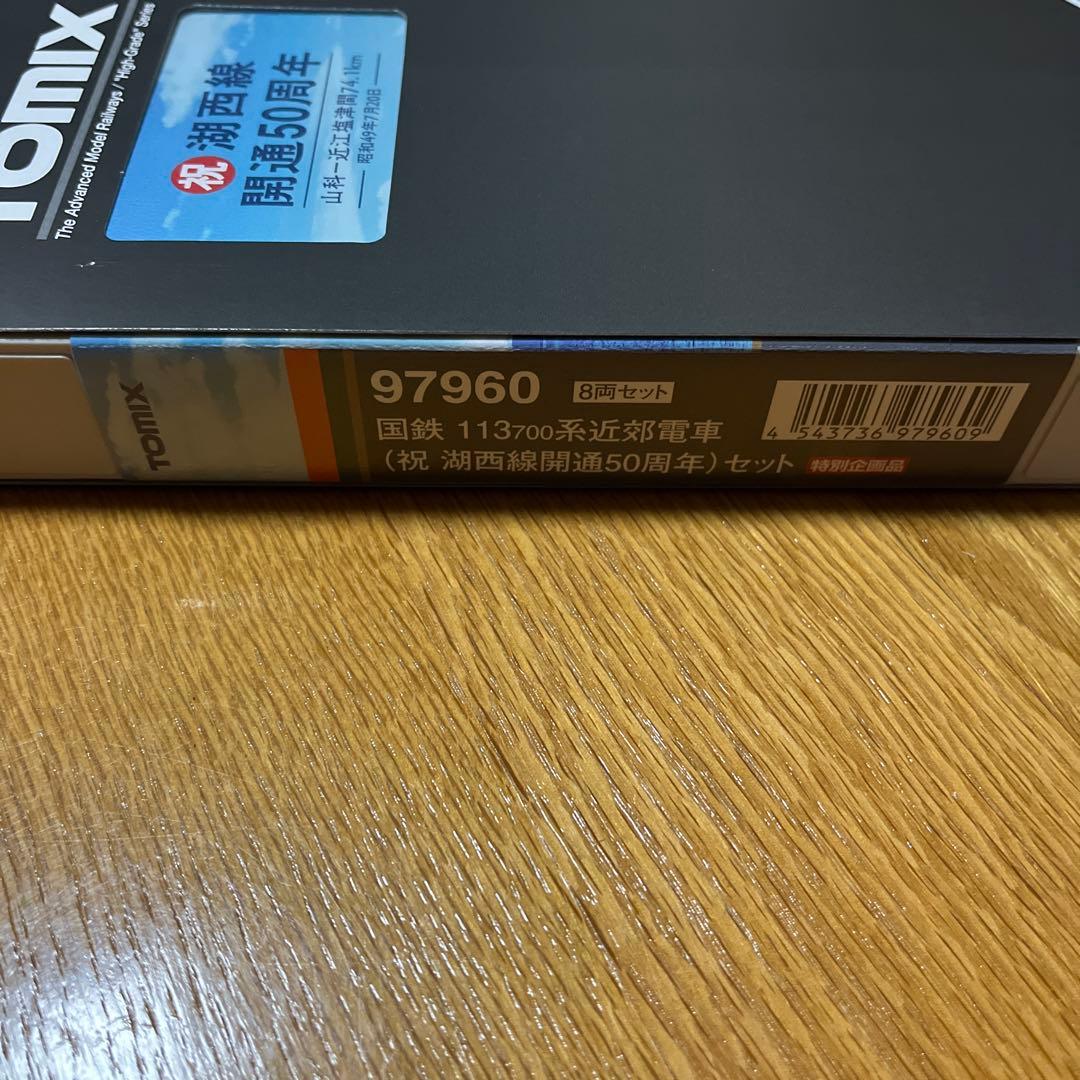 TOMIX
The Advanced Model Railways / "High-Grade" Series
祝 湖西線
開通50周年
山科－近江塩津間74.1km
昭和49年7月20日
TOMIX
97960 8両セット
国鉄 113700系近郊電車
（祝 湖西線開通50周年）セット 特別企画品
4 543736 979609